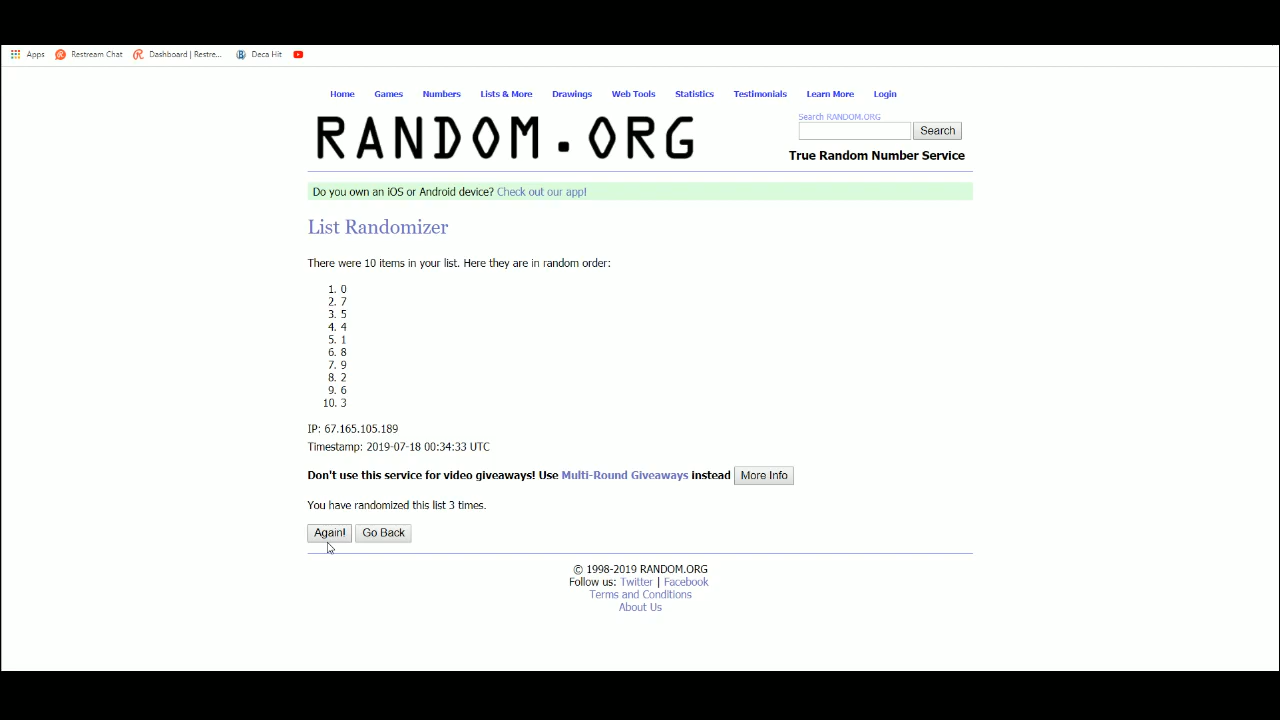 Apps Restream Chat Dashboard | Restre... Deca Hit
Home Games Numbers Lists & More Drawings Web Tools Statistics Testimonials Learn More Login
RANDOM.ORG
Search RANDOM.ORG
Search
True Random Number Service
Do you own an iOS or Android device? Check out our app!
List Randomizer
There were 10 items in your list. Here they are in random order:
1. 0
2. 7
3. 5
4. 4
5. 1
6. 8
7. 9
8. 2
9. 6
10. 3
IP: 67.165.105.189
Timestamp: 2019-07-18 00:34:33 UTC
Don't use this service for video giveaways! Use Multi-Round Giveaways instead More Info
You have randomized this list 3 times.
Again! Go Back
© 1998-2019 RANDOM.ORG
Follow us: Twitter | Facebook
Terms and Conditions
About Us